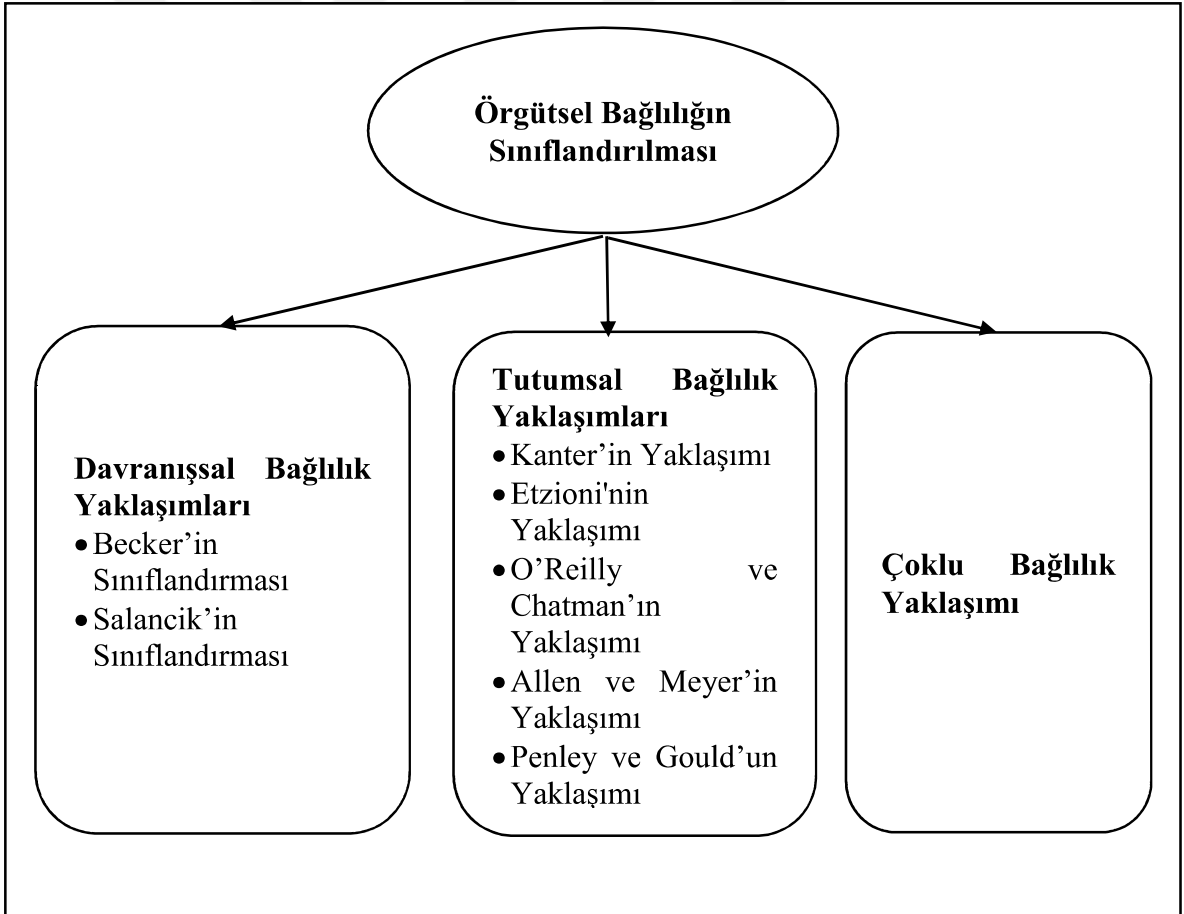 Örgütsel Bağlılığın
Sınıflandırılması
Davranışsal Bağlılık
Yaklaşımları
•Becker’in
Sınıflandırması
•Salancik’in
Sınıflandırması
Tutumsal Bağlılık
Yaklaşımları
•Kanter’in Yaklaşımı
•Etzioni'nin
Yaklaşımı
•O’Reilly ve
Chatman’ın
Yaklaşımı
•Allen ve Meyer’in
Yaklaşımı
•Penley ve Gould’un
Yaklaşımı
Çoklu Bağlılık
Yaklaşımı